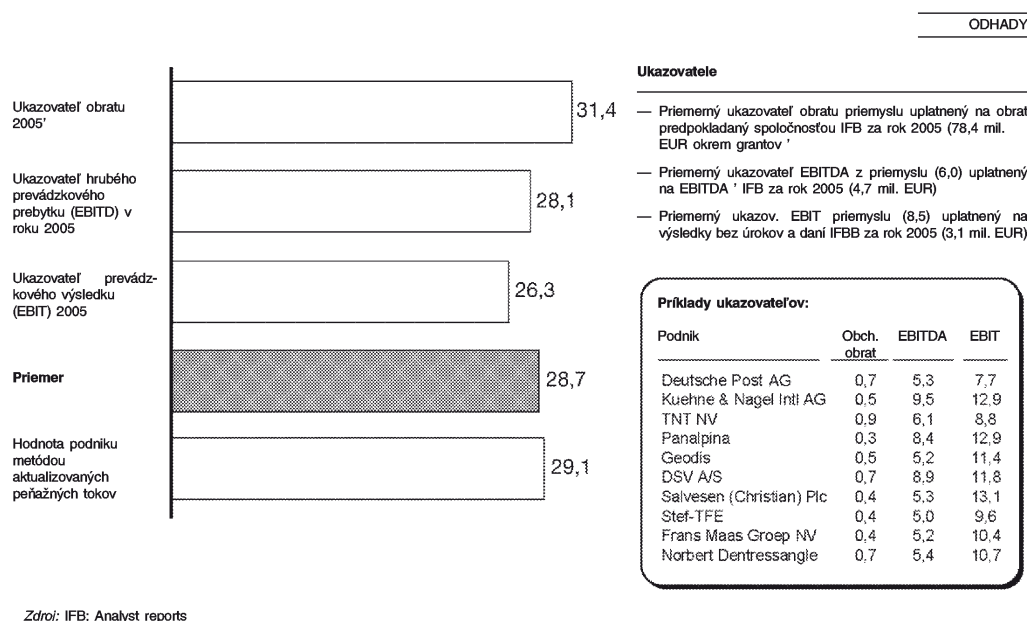 ODHADY
Ukazovateľ obratu
2005’
31,4
Ukazovateľ hrubého
prevádzkového
prebytku (EBITD) v
roku 2005
28,1
Ukazovateľ prevádz-
kového výsledku
(EBIT) 2005
26,3
Priemer
28,7
Hodnota podniku
metódou
aktualizovaných
peňažných tokov
29,1
Ukazovatele
— Priemerný ukazovateľ obratu priemyslu uplatnený na obrat
predpokladaný spoločnosťou IFB za rok 2005 (78,4 mil.
EUR okrem grantov ’
— Priemerný ukazovateľ EBITDA z priemyslu (6,0) uplatnený
na EBITDA ’ IFB za rok 2005 (4,7 mil. EUR)
— Priemerný ukazov. EBIT priemyslu (8,5) uplatnený na
výsledky bez úrokov a daní IFBB za rok 2005 (3,1 mil. EUR)
Príklady ukazovateľov:
Podnik Obch. EBITDA EBIT
obrat
Deutsche Post AG 0,7 5,3 7,7
Kuehne & Nagel Intl AG 0,5 9,5 12,9
TNT NV 0,9 6,1 8,8
Panalpina 0,3 8,4 12,9
Geodis 0,5 5,2 11,4
DSV A/S 0,7 8,9 11,8
Salvesen (Christian) Plc 0,4 5,3 13,1
Stef-TFE 0,4 5,0 9,6
Frans Maas Groep NV 0,4 5,2 10,4
Norbert Dentressangle 0,7 5,4 10,7
Zdroj: IFB; Analyst reports